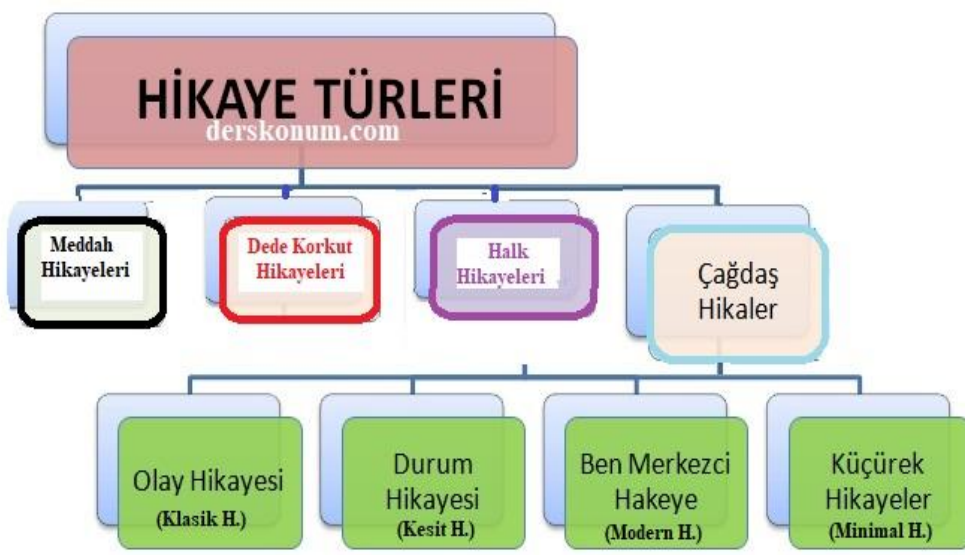 HİKAYE TÜRLERİ
derskonum.com
Meddah
Hikayeleri
Dede Korkut
Hikayeleri
Halk
Hikayeleri
Çağdaş
Hikaler
Olay Hikayesi
(Klasik H.)
Durum
Hikayesi
(Kesit H.)
Ben Merkezci
Hakeye
(Modern H.)
Küçürek
Hikayeler
(Minimal H.)